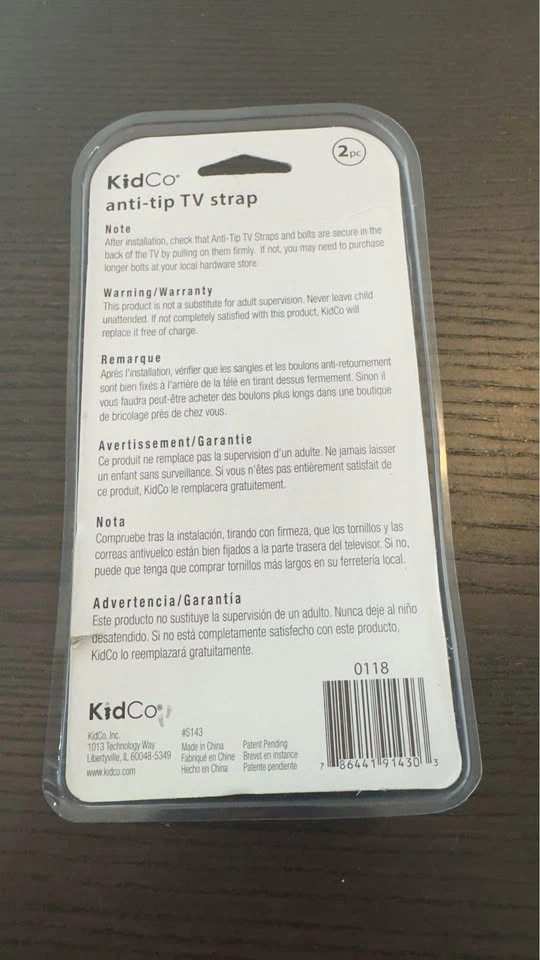 2pc
KidCo®
anti-tip TV strap
Note
After installation, check that Anti-Tip TV Straps and bolts are secure in the
back of the TV by pulling on them firmly. If not, you may need to purchase
longer bolts at your local hardware store.
Warning/Warranty
This product is not a substitute for adult supervision. Never leave child
unattended. If not completely satisfied with this product, KidCo will
replace it free of charge.
Remarque
Après l'installation, vérifier que les sangles et les boulons anti-retournement
sont bien fixés à l'arrière de la télé en tirant dessus fermement. Sinon il
vous faudra peut-être acheter des boulons plus longs dans une boutique
de bricolage près de chez vous.
Avertissement/Garantie
Ce produit ne remplace pas la supervision d'un adulte. Ne jamais laisser
un enfant sans surveillance. Si vous n'êtes pas entièrement satisfait de
ce produit, KidCo le remplacera gratuitement.
Nota
Compruebe tras la instalación, tirando con firmeza, que los tornillos y las
correas antivuelco están bien fijados a la parte trasera del televisor. Si no,
puede que tenga que comprar tornillos más largos en su ferretería local.
Advertencia/Garantía
Este producto no sustituye la supervisión de un adulto. Nunca deje al niño
desatendido. Si no está completamente satisfecho con este producto,
KidCo lo reemplazará gratuitamente.
0118
KidCo®
KidCo, Inc.
1013 Technology Way
Libertyville, IL 60048-5349
www.kidco.com
#S143
Made in China
Fabriqué en Chine
Hecho en China
Patent Pending
Brevet en instance
Patente pendiente
7 86441 91430 3